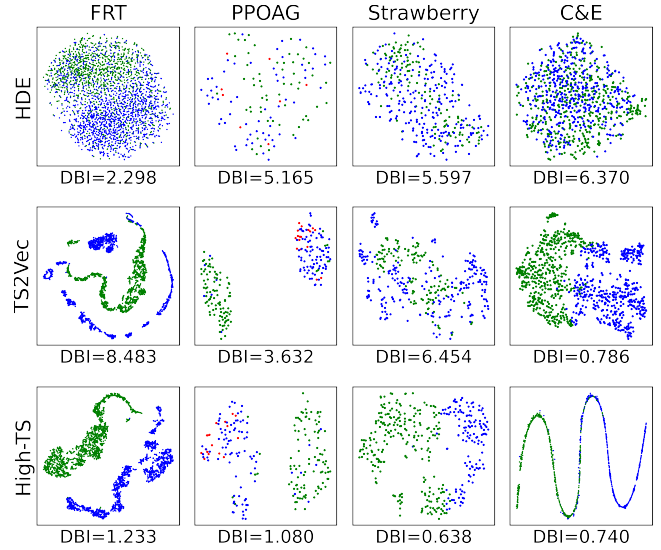 FRT PPOAG Strawberry C&E
HDE
DBI=2.298 DBI=5.165 DBI=5.597 DBI=6.370
TS2Vec
DBI=8.483 DBI=3.632 DBI=6.454 DBI=0.786
High-TS
DBI=1.233 DBI=1.080 DBI=0.638 DBI=0.740